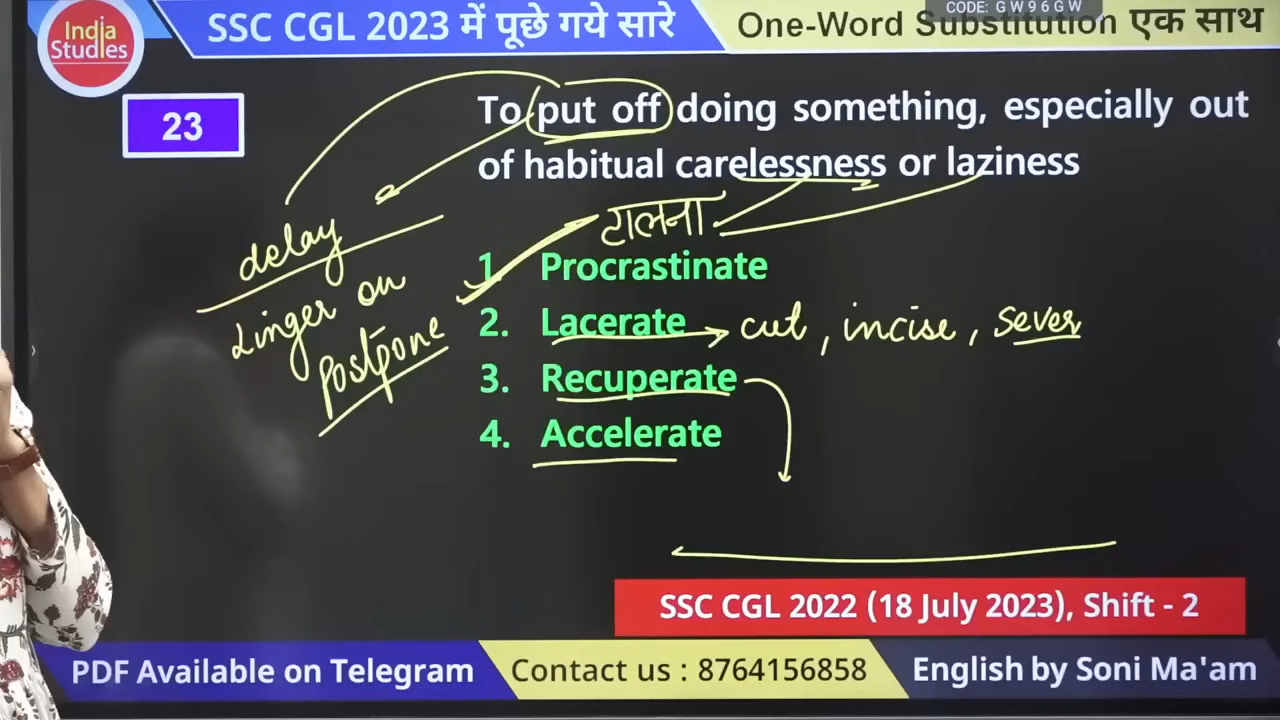 India
Studies
SSC CGL 2023 में पूछे गये सारे
One-Word Substitution एक साथ
CODE: G W 9 6 G W
23
To put off doing something, especially out
of habitual carelessness or laziness
टालना
delay
Linger on
Postpone
1. Procrastinate
2. Lacerate → cut, incise, sever
3. Recuperate
4. Accelerate
SSC CGL 2022 (18 July 2023), Shift - 2
PDF Available on Telegram
Contact us : 8764156858
English by Soni Ma'am